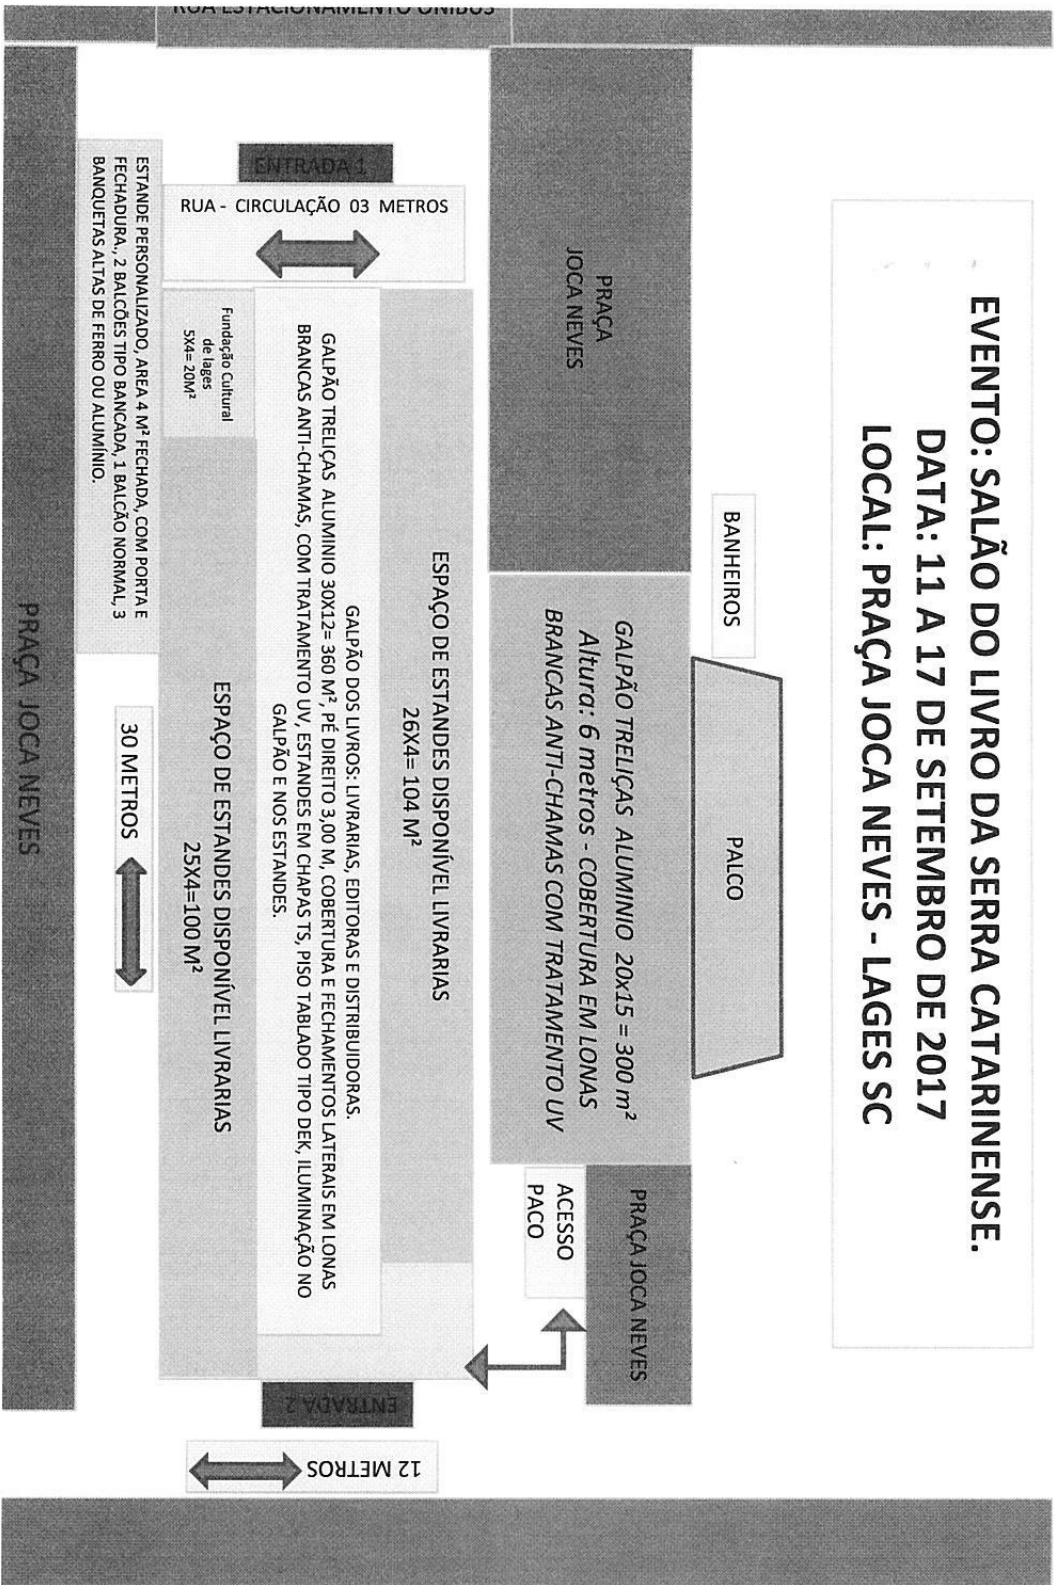 EVENTO: SALÃO DO LIVRO DA SERRA CATARINENSE.
DATA: 11 A 17 DE SETEMBRO DE 2017
LOCAL: PRAÇA JOCA NEVES - LAGES SC
BANHEIROS
PALCO
PRAÇA
JOCA NEVES
GALPÃO TRELIÇAS ALUMINIO 20x15 = 300 m²
Altura: 6 metros - COBERTURA EM LONAS
BRANCAS ANTI-CHAMAS COM TRATAMENTO UV
PRAÇA JOCA NEVES
ACESSO
PACO
RUA ESTACIONAMENTO ONIBUS
ENTRADA 1
RUA - CIRCULAÇÃO 03 METROS
ESPAÇO DE ESTANDES DISPONÍVEL LIVRARIAS
26X4= 104 M²
GALPÃO DOS LIVROS: LIVRARIAS, EDITORAS E DISTRIBUIDORAS.
GALPÃO TRELIÇAS ALUMINIO 30X12= 360 M², PÉ DIREITO 3,00 M, COBERTURA E FECHAMENTOS LATERAIS EM LONAS
BRANCAS ANTI-CHAMAS, COM TRATAMENTO UV, ESTANDES EM CHAPAS TS, PISO TABLADO TIPO DEK, ILUMINAÇÃO NO
GALPÃO E NOS ESTANDES.
Fundação Cultural
de lages
5X4= 20M²
ESPAÇO DE ESTANDES DISPONÍVEL LIVRARIAS
25X4=100 M²
ENTRADA 2
12 METROS
ESTANDE PERSONALIZADO, AREA 4 M² FECHADA, COM PORTA E
FECHADURA., 2 BALCÕES TIPO BANCADA, 1 BALCÃO NORMAL, 3
BANQUETAS ALTAS DE FERRO OU ALUMÍNIO.
30 METROS
PRAÇA JOCA NEVES